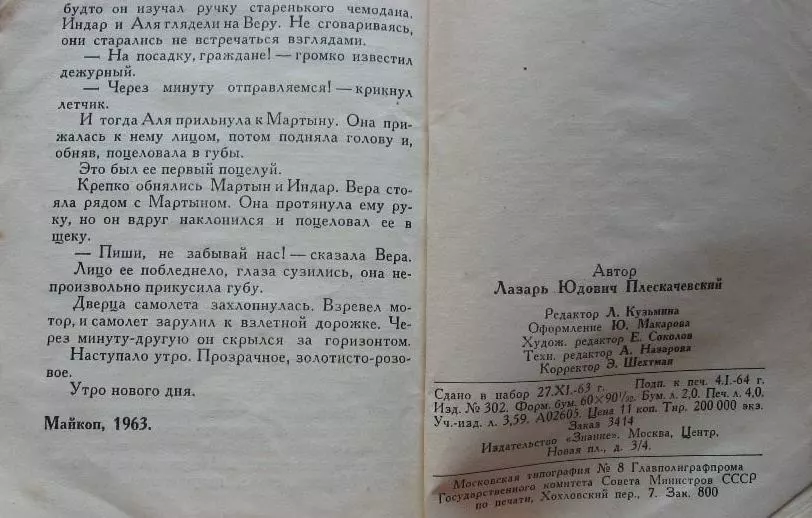 будто он изучал ручку старенького чемодана.
Индар и Аля глядели на Веру. Не сговариваясь,
они старались не встречаться взглядами.
— На посадку, граждане! — громко известил
дежурный.
— Через минуту отправляемся! — крикнул
летчик.
И тогда Аля прильнула к Мартыну. Она при-
жалась к нему лицом, потом подняла голову и,
обняв, поцеловала в губы.
Это был ее первый поцелуй.
Крепко обнялись Мартын и Индар. Вера сто-
яла рядом с Мартыном. Она протянула ему ру-
ку, но он вдруг наклонился и поцеловал ее в
щеку.
— Пиши, не забывай нас! — сказала Вера.
Лицо ее побледнело, глаза сузились, она не-
произвольно прикусила губу.
Дверца самолета захлопнулась. Взревел мо-
тор, и самолет зарулил к взлетной дорожке. Че-
рез минуту-другую он скрылся за горизонтом.
Наступало утро. Прозрачное, золотисто-розо-
вое.
Утро нового дня.
Майкоп, 1963.
Автор
Лазарь Юдович Плескачевский
Редактор Л. Кузьмина
Оформление Ю. Макарова
Худож. редактор Е. Соколов
Техн. редактор А. Назарова
Корректор Э. Шехтман
Сдано в набор 27.XI.-63 г. Подп. к печ. 4.I.-64 г.
Изд. № 302. Форм. бум. 60×90¹/₃₂. Бум. л. 2,0. Печ. л. 4,0.
Уч.-изд. л. 3,59. А02605. Цена 11 коп. Тир. 200 000 экз.
Заказ 3414
Издательство «Знание». Москва, Центр,
Новая пл., д. 3/4.
Московская типография № 8 Главполиграфпрома
Государственного комитета Совета Министров СССР
по печати, Хохловский пер., 7. Зак. 800